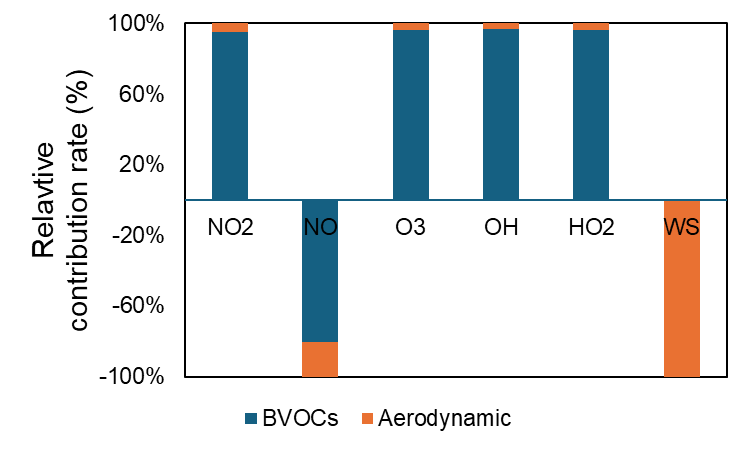 Relavtive
contribution rate (%)
100%
60%
20%
-20%
-60%
-100%
NO2 NO O3 OH HO2 WS
BVOCs Aerodynamic